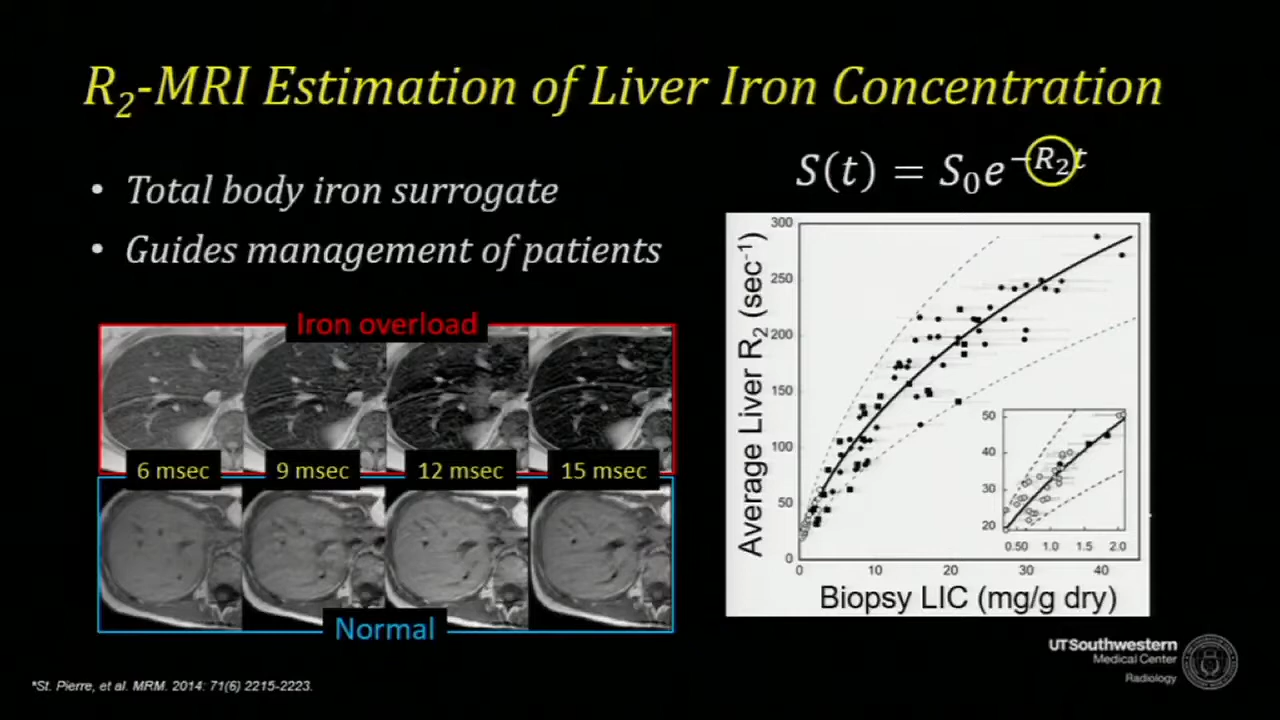 R2-MRI Estimation of Liver Iron Concentration
• Total body iron surrogate
• Guides management of patients
S(t) = S0e−R2t
Iron overload
6 msec
9 msec
12 msec
15 msec
Normal
Average Liver R2 (sec-1)
300
250
200
150
100
50
0
0
10
20
30
40
Biopsy LIC (mg/g dry)
50
40
30
20
0.50
1.0
1.5
2.0
UTSouthwestern
Medical Center
Radiology
*St. Pierre, et al. MRM. 2014: 71(6) 2215-2223.